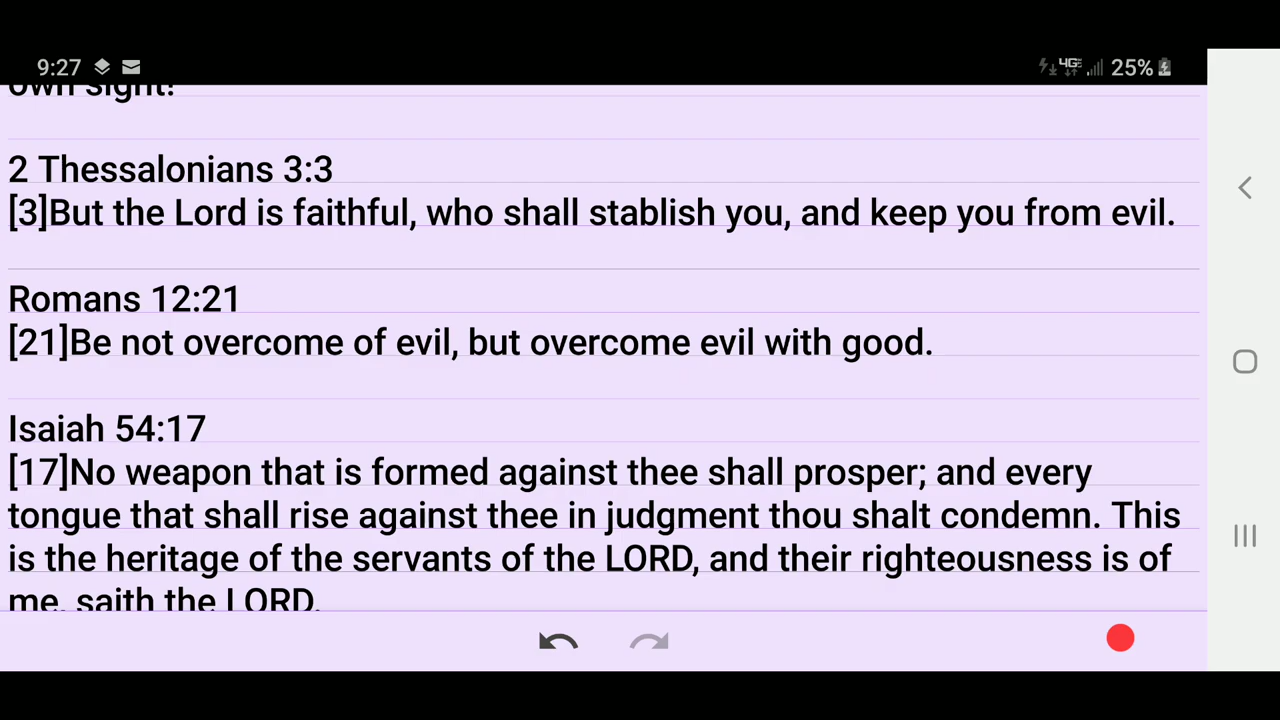 9:27
4GE 25%
own sight!
2 Thessalonians 3:3
[3]But the Lord is faithful, who shall stablish you, and keep you from evil.
Romans 12:21
[21]Be not overcome of evil, but overcome evil with good.
Isaiah 54:17
[17]No weapon that is formed against thee shall prosper; and every
tongue that shall rise against thee in judgment thou shalt condemn. This
is the heritage of the servants of the LORD, and their righteousness is of
me, saith the LORD.